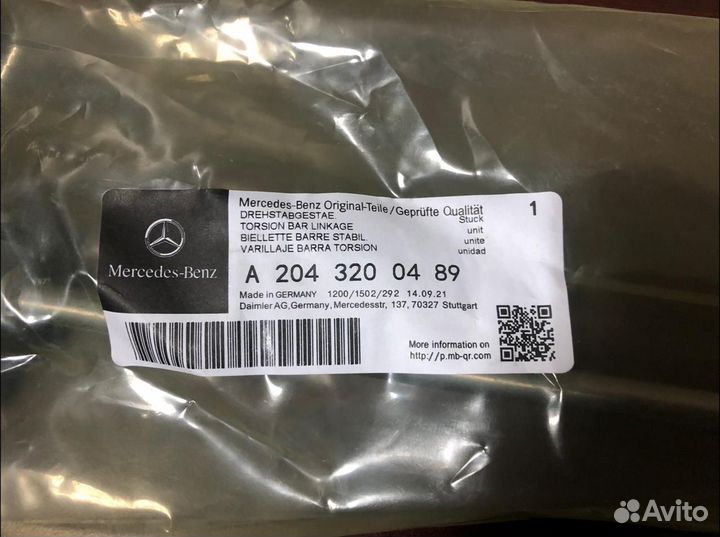 Mercedes-Benz Original-Teile/Geprüfte Qualität
DREHSTABGESTAE
Stuck
1
TORSION BAR LINKAGE
unit
BIELLETTE BARRE STABIL
unite
VARILLAJE BARRA TORSION
unidad
Mercedes-Benz
A 204 320 04 89
Made in GERMANY 1200/1502/292 14.09.21
Daimler AG,Germany, Mercedesstr, 137, 70327 Stuttgart
More information on
http://p.mb-qr.com
Avito